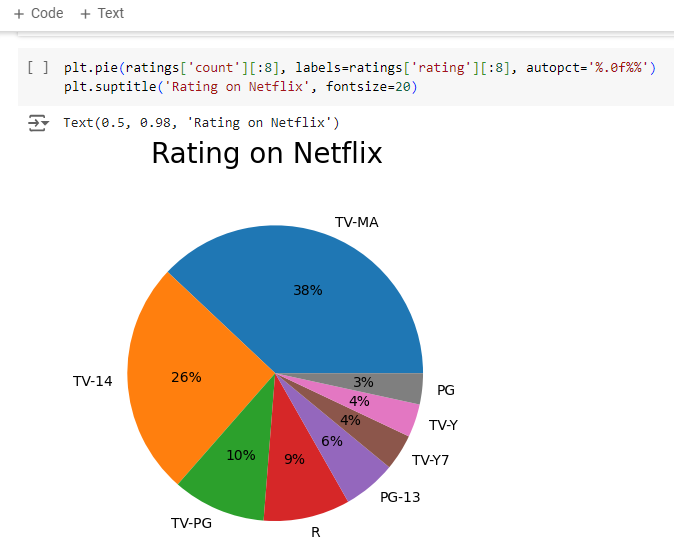 + Code + Text
[ ] plt.pie(ratings['count'][:8], labels=ratings['rating'][:8], autopct='%.0f%%')
plt.suptitle('Rating on Netflix', fontsize=20)
Text(0.5, 0.98, 'Rating on Netflix')
Rating on Netflix
TV-MA
38%
TV-14
26%
3%
PG
4%
TV-Y
4%
6%
TV-Y7
10%
9%
PG-13
TV-PG
R